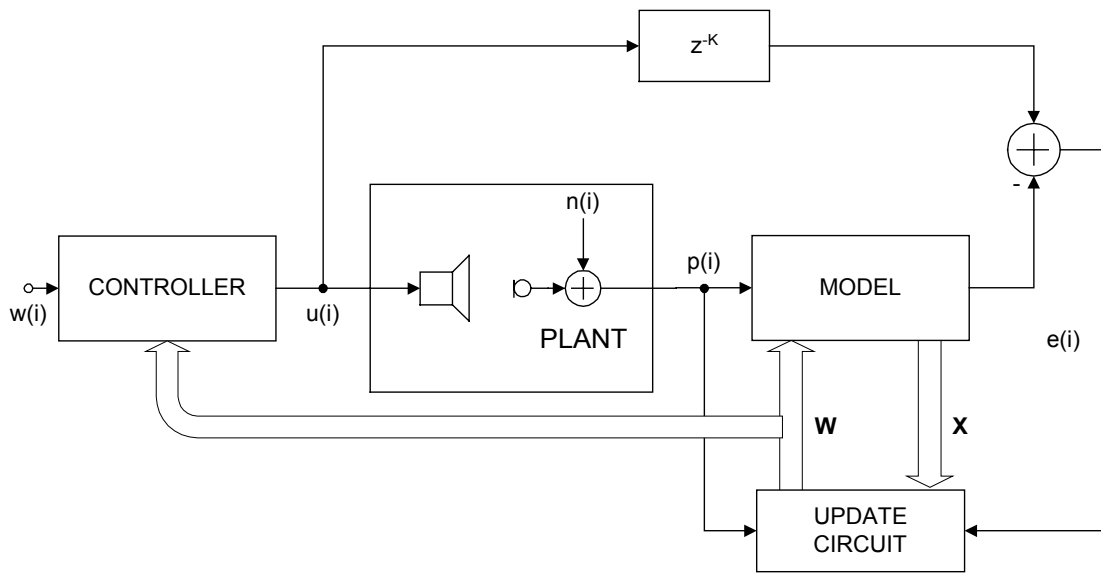 z-K
-
n(i)
CONTROLLER
w(i)
u(i)
PLANT
p(i)
MODEL
e(i)
W
X
UPDATE
CIRCUIT